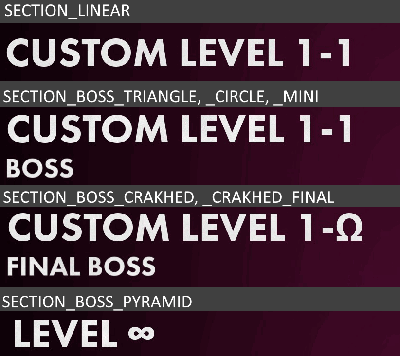 SECTION_LINEAR
CUSTOM LEVEL 1-1
SECTION_BOSS_TRIANGLE, _CIRCLE, _MINI
CUSTOM LEVEL 1-1
BOSS
SECTION_BOSS_CRAKHED, _CRAKHED_FINAL
CUSTOM LEVEL 1-Ω
FINAL BOSS
SECTION_BOSS_PYRAMID
LEVEL ∞